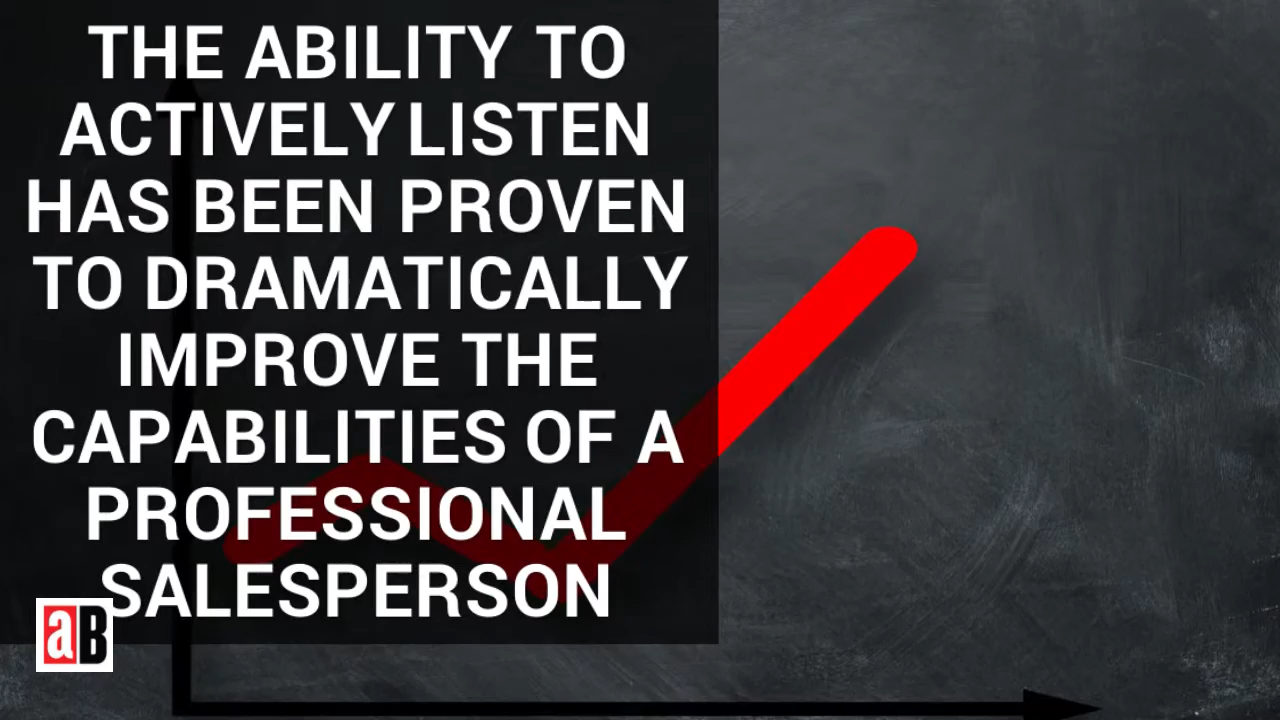 THE ABILITY TO
ACTIVELY LISTEN
HAS BEEN PROVEN
TO DRAMATICALLY
IMPROVE THE
CAPABILITIES OF A
PROFESSIONAL
SALESPERSON
aB